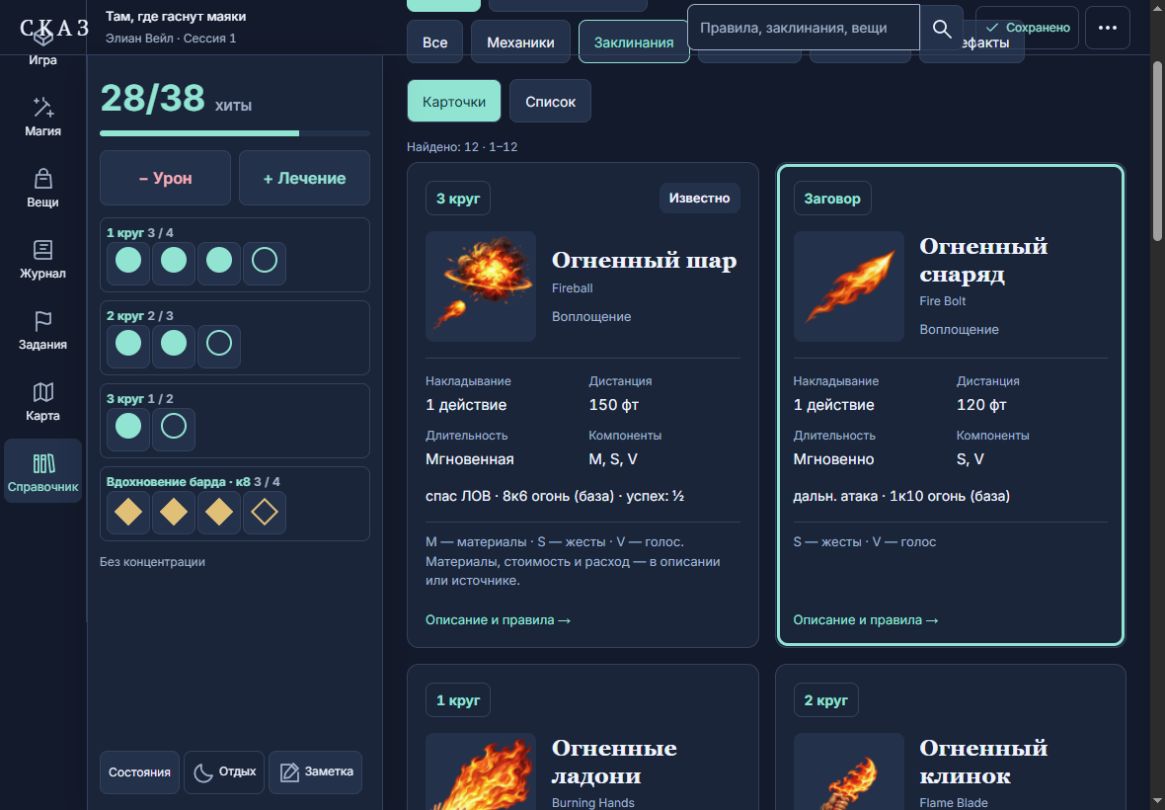 СКАЗ
Там, где гаснут маяки
Элиан Вейл · Сессия 1
Правила, заклинания, вещи
Сохранено
Игра
Магия
Вещи
Журнал
Задания
Карта
Справочник
28/38 хиты
− Урон
+ Лечение
1 круг 3 / 4
2 круг 2 / 3
3 круг 1 / 2
Вдохновение барда · к8 3 / 4
Без концентрации
Состояния
Отдых
Заметка
Все
Механики
Заклинания
Карточки
Список
Найдено: 12 · 1–12
3 круг
Известно
Огненный шар
Fireball
Воплощение
Накладывание
Дистанция
1 действие
150 фт
Длительность
Компоненты
Мгновенная
M, S, V
спас ЛОВ · 8к6 огонь (база) · успех: ½
M — материалы · S — жесты · V — голос.
Материалы, стоимость и расход — в описании
или источнике.
Описание и правила →
Заговор
Огненный
снаряд
Fire Bolt
Воплощение
Накладывание
Дистанция
1 действие
120 фт
Длительность
Компоненты
Мгновенно
S, V
дальн. атака · 1к10 огонь (база)
S — жесты · V — голос
Описание и правила →
1 круг
Огненные
ладони
Burning Hands
2 круг
Огненный
клинок
Flame Blade